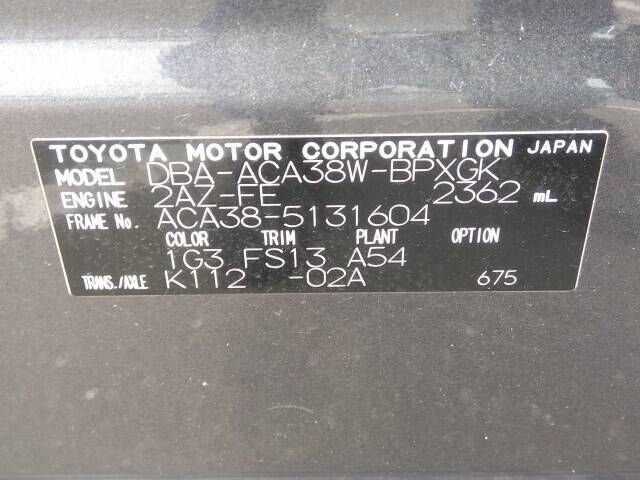 TOYOTA MOTOR CORPORATION JAPAN
MODEL DBA-ACA38W-BPXGK
ENGINE 2AZ-FE 2362 mL
FRAME No. ACA38-5131604
COLOR TRIM PLANT OPTION
1G3 FS13 A54
TRANS./AXLE K112 -02A 675